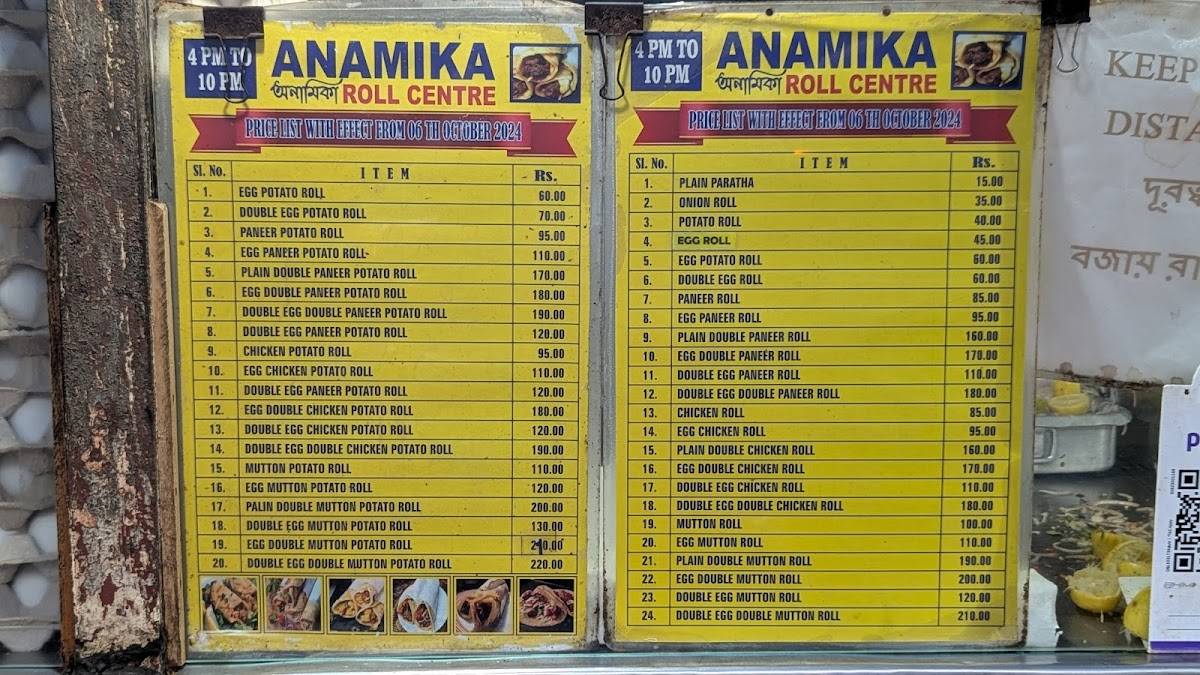 4 PM TO
10 PM
ANAMIKA
অনামিকা ROLL CENTRE
PRICE LIST WITH EFFECT FROM 06 TH OCTOBER 2024
Sl. No. ITEM Rs.
1. EGG POTATO ROLL 60.00
2. DOUBLE EGG POTATO ROLL 70.00
3. PANEER POTATO ROLL 95.00
4. EGG PANEER POTATO ROLL 110.00
5. PLAIN DOUBLE PANEER POTATO ROLL 170.00
6. EGG DOUBLE PANEER POTATO ROLL 180.00
7. DOUBLE EGG DOUBLE PANEER POTATO ROLL 190.00
8. DOUBLE EGG PANEER POTATO ROLL 120.00
9. CHICKEN POTATO ROLL 95.00
10. EGG CHICKEN POTATO ROLL 110.00
11. DOUBLE EGG PANEER POTATO ROLL 120.00
12. EGG DOUBLE CHICKEN POTATO ROLL 180.00
13. DOUBLE EGG CHICKEN POTATO ROLL 120.00
14. DOUBLE EGG DOUBLE CHICKEN POTATO ROLL 190.00
15. MUTTON POTATO ROLL 110.00
16. EGG MUTTON POTATO ROLL 120.00
17. PALIN DOUBLE MUTTON POTATO ROLL 200.00
18. DOUBLE EGG MUTTON POTATO ROLL 130.00
19. EGG DOUBLE MUTTON POTATO ROLL 210.00
20. DOUBLE EGG DOUBLE MUTTON POTATO ROLL 220.00
4 PM TO
10 PM
ANAMIKA
অনামিকা ROLL CENTRE
PRICE LIST WITH EFFECT FROM 06 TH OCTOBER 2024
Sl. No. ITEM Rs.
1. PLAIN PARATHA 15.00
2. ONION ROLL 35.00
3. POTATO ROLL 40.00
4. EGG ROLL 45.00
5. EGG POTATO ROLL 60.00
6. DOUBLE EGG ROLL 60.00
7. PANEER ROLL 85.00
8. EGG PANEER ROLL 95.00
9. PLAIN DOUBLE PANEER ROLL 160.00
10. EGG DOUBLE PANEER ROLL 170.00
11. DOUBLE EGG PANEER ROLL 110.00
12. DOUBLE EGG DOUBLE PANEER ROLL 180.00
13. CHICKEN ROLL 85.00
14. EGG CHICKEN ROLL 95.00
15. PLAIN DOUBLE CHICKEN ROLL 160.00
16. EGG DOUBLE CHICKEN ROLL 170.00
17. DOUBLE EGG CHICKEN ROLL 110.00
18. DOUBLE EGG DOUBLE CHICKEN ROLL 180.00
19. MUTTON ROLL 100.00
20. EGG MUTTON ROLL 110.00
21. PLAIN DOUBLE MUTTON ROLL 190.00
22. EGG DOUBLE MUTTON ROLL 200.00
23. DOUBLE EGG MUTTON ROLL 120.00
24. DOUBLE EGG DOUBLE MUTTON ROLL 210.00
KEEP
বজায়